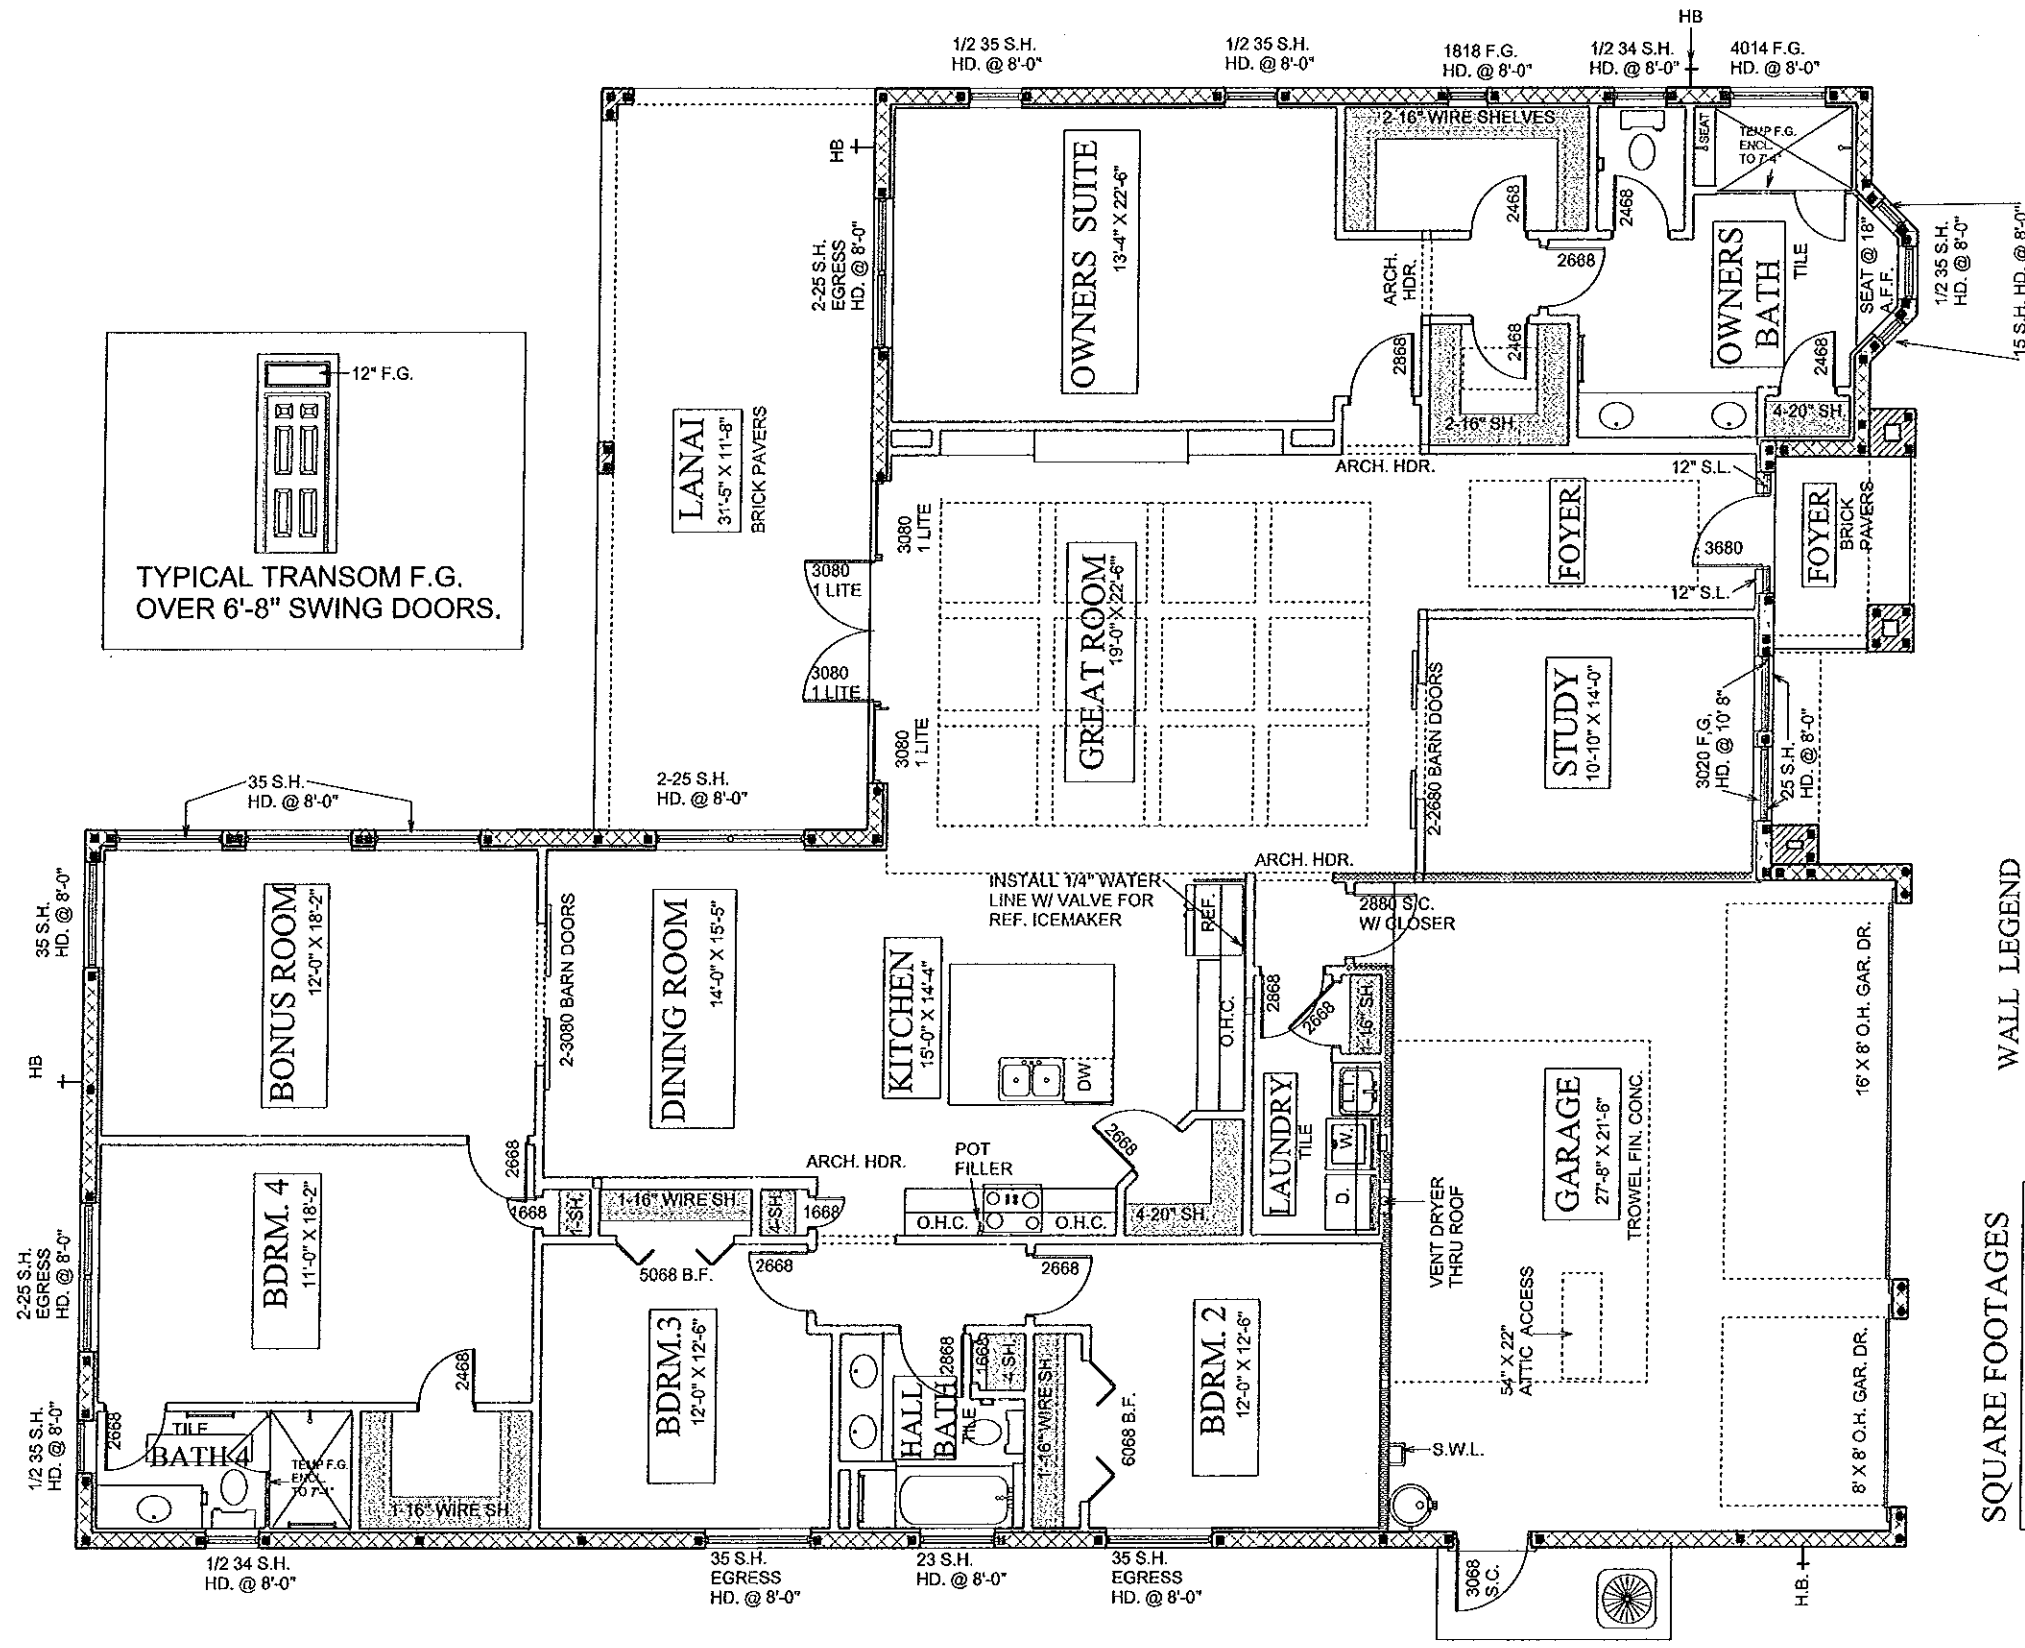 HB
1/2 35 S.H.
HD. @ 8'-0"
1/2 35 S.H.
HD. @ 8'-0"
1818 F.G.
HD. @ 8'-0"
1/2 34 S.H.
HD. @ 8'-0"
4014 F.G.
HD. @ 8'-0"
HB
2-25 S.H.
EGRESS
HD. @ 8'-0"
OWNERS SUITE
13'-4" X 22'-6"
2-16" WIRE SHELVES
2468
2468
SEAT
TEMP F.G.
ENCL.
TO 7'-4"
2668
ARCH.
HDR.
OWNERS
BATH
TILE
SEAT @ 18"
A.F.F.
1/2 35 S.H.
HD. @ 8'-0"
15 S.H. HD. @ 8'-0"
2868
2468
2-16" SH.
2468
4-20" SH.
12" F.G.
TYPICAL TRANSOM F.G.
OVER 6'-8" SWING DOORS.
LANAI
31'-5" X 11'-8"
BRICK PAVERS
3080
1 LITE
3080
1 LITE
3080
1 LITE
3080
1 LITE
ARCH. HDR.
GREAT ROOM
19'-0" X 22'-6"
FOYER
12" S.L.
3680
12" S.L.
FOYER
BRICK
PAVERS
2-2680 BARN DOORS
STUDY
10'-10" X 14'-0"
3020 F.G.
HD. @ 10' 8"
25 S.H.
HD. @ 8'-0"
35 S.H.
HD. @ 8'-0"
2-25 S.H.
HD. @ 8'-0"
35 S.H.
HD. @ 8'-0"
HB
BONUS ROOM
12'-0" X 18'-2"
2-3080 BARN DOORS
DINING ROOM
14'-0" X 15'-5"
KITCHEN
15'-0" X 14'-4"
DW
INSTALL 1/4" WATER
LINE W/ VALVE FOR
REF. ICEMAKER
REF.
O.H.C.
ARCH. HDR.
2880 S.C.
W/ CLOSER
2868
2668
1-16" SH.
L.T.
W.
D.
LAUNDRY
TILE
VENT DRYER
THRU ROOF
GARAGE
27'-8" X 21'-6"
TROWEL FIN. CONC.
16' X 8' O.H. GAR. DR.
8' X 8' O.H. GAR. DR.
54" X 22"
ATTIC ACCESS
S.W.L.
WALL LEGEND
SQUARE FOOTAGES
2668
4-20" SH.
POT
FILLER
O.H.C.
O.H.C.
ARCH. HDR.
2668
1668
1-SH.
1-16" WIRE SH.
4-SH
1668
5068 B.F.
2668
2668
2-25 S.H.
EGRESS
HD. @ 8'-0"
BDRM. 4
11'-0" X 18'-2"
2468
1/2 35 S.H.
HD. @ 8'-0"
2668
TILE
BATH 4
TEMP F.G.
ENCL.
TO 7'-4"
1-16" WIRE SH
BDRM.3
12'-0" X 12'-6"
2868
1668
4-SH.
HALL
BATH
TILE
1-16" WIRE SH.
6068 B.F.
BDRM. 2
12'-0" X 12'-6"
1/2 34 S.H.
HD. @ 8'-0"
35 S.H.
EGRESS
HD. @ 8'-0"
23 S.H.
HD. @ 8'-0"
35 S.H.
EGRESS
HD. @ 8'-0"
3068
S.C.
H.B.